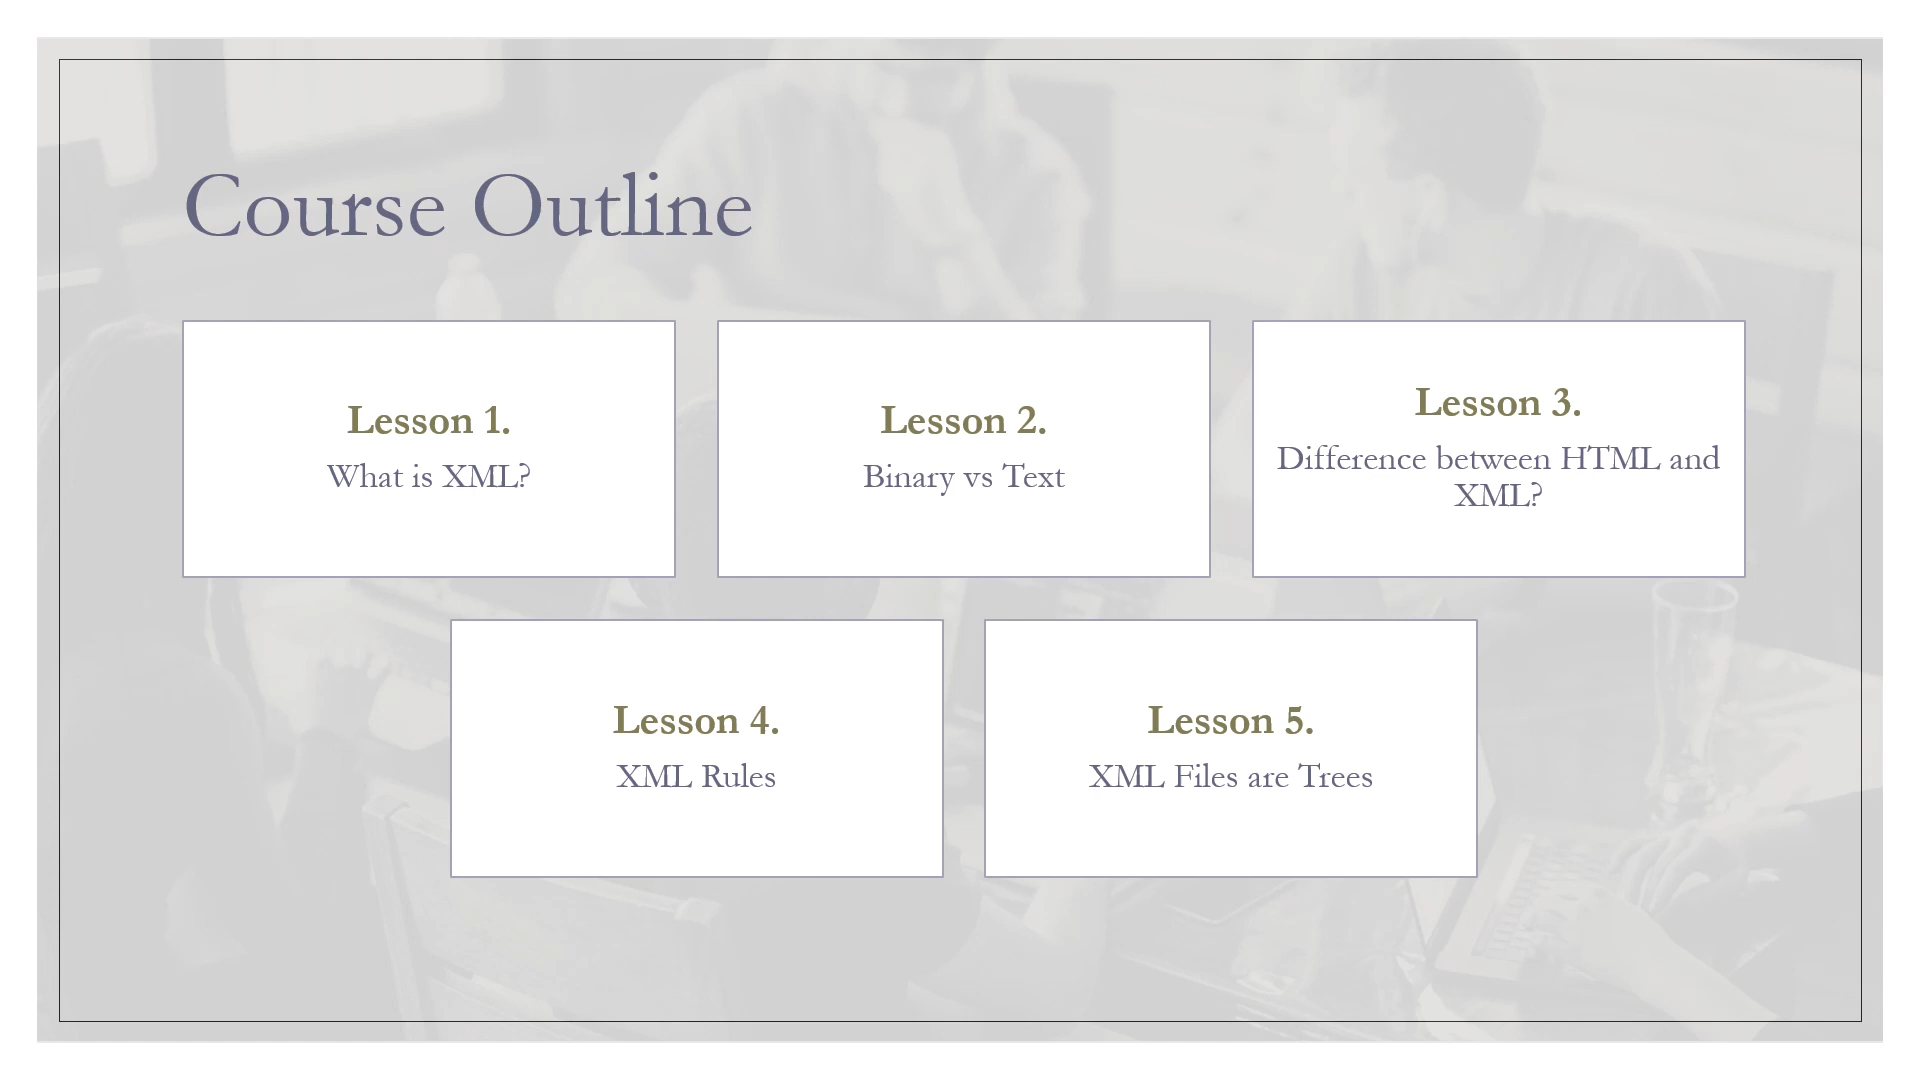 Course Outline
Lesson 1.
What is XML?
Lesson 2.
Binary vs Text
Lesson 3.
Difference between HTML and
XML?
Lesson 4.
XML Rules
Lesson 5.
XML Files are Trees